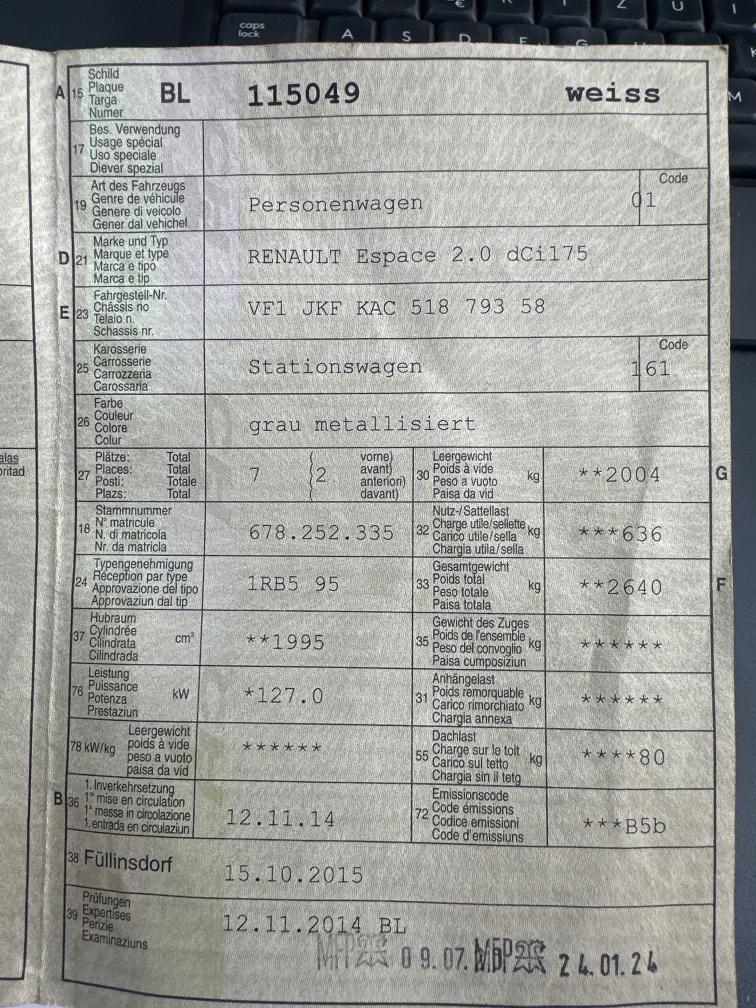 caps
lock
A S D F G
Z U I
M
A 15 Schild
Plaque
Targa
Numer
BL 115049 weiss
17 Bes. Verwendung
Usage spécial
Uso speciale
Diever spezial
19 Art des Fahrzeugs
Genre de véhicule
Genere di veicolo
Gener dal vehichel
Personenwagen
Code
01
D 21 Marke und Typ
Marque et type
Marca e tipo
Marca e tip
RENAULT Espace 2.0 dCi175
E 23 Fahrgestell-Nr.
Châssis no
Telaio n.
Schassis nr.
VF1 JKF KAC 518 793 58
25 Karosserie
Carrosserie
Carrozzeria
Carossaria
Stationswagen
Code
161
26 Farbe
Couleur
Colore
Colur
grau metallisiert
27 Plätze: Total
Places: Total
Posti: Totale
Plazs: Total
7 (2 vorne)
avant)
anteriori)
davant)
30 Leergewicht
Poids à vide
Peso a vuoto
Paisa da vid
kg **2004 G
18 Stammnummer
N° matricule
N. di matricola
Nr. da matricla
678.252.335
32 Nutz-/Sattellast
Charge utile/sellette
Carico utile/sella
Chargia utila/sella
kg ***636
24 Typengenehmigung
Réception par type
Approvazione del tipo
Approvaziun dal tip
1RB5 95
33 Gesamtgewicht
Poids total
Peso totale
Paisa totala
kg **2640 F
37 Hubraum
Cylindrée
Cilindrata
Cilindrada
cm³ **1995
35 Gewicht des Zuges
Poids de l'ensemble
Peso del convoglio
Paisa cumposiziun
kg ******
76 Leistung
Puissance
Potenza
Prestaziun
kW *127.0
31 Anhängelast
Poids remorquable
Carico rimorchiato
Chargia annexa
kg ******
78 kW/kg Leergewicht
poids à vide
peso a vuoto
paisa da vid
******
55 Dachlast
Charge sur le toit
Carico sul tetto
Chargia sin il tetg
kg ****80
B 36 1. Inverkehrsetzung
1re mise en circulation
1a messa in circolazione
1. entrada en circulaziun
12.11.14
72 Emissionscode
Code émissions
Codice emissioni
Code d'emissiuns
***B5b
38 Füllinsdorf
15.10.2015
39 Prüfungen
Expertises
Perizie
Examinaziuns
12.11.2014 BL
MFP 09.07. MFP 24.01.24